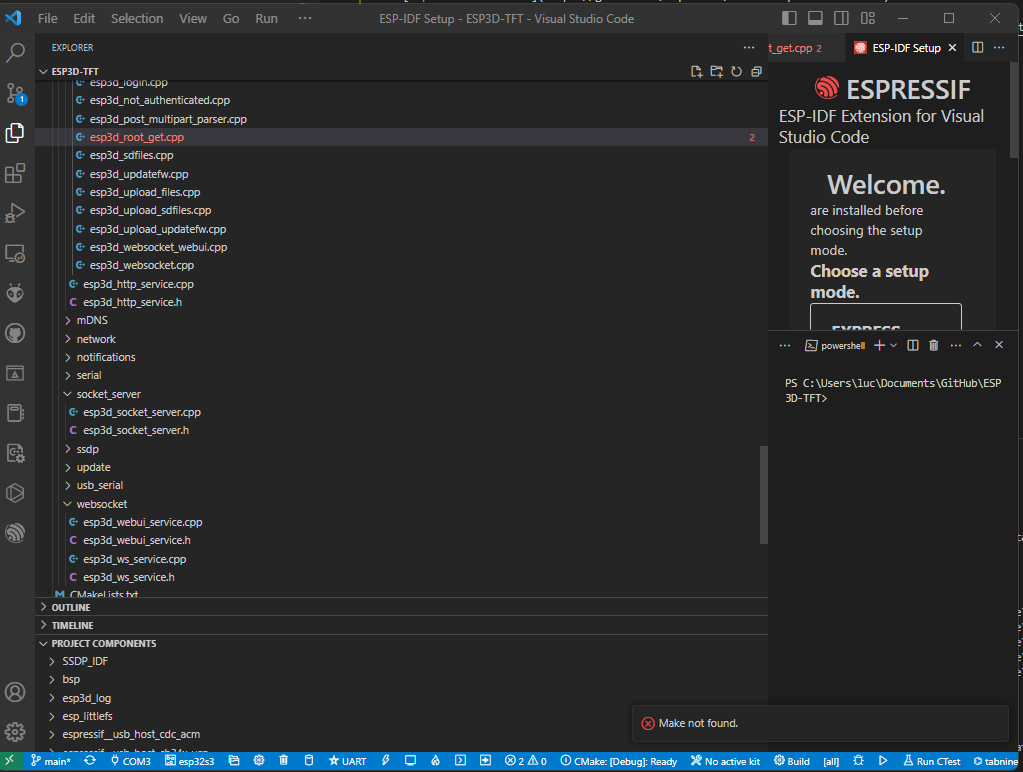 File Edit Selection View Go Run ··· ESP-IDF Setup - ESP3D-TFT - Visual Studio Code
EXPLORER ···
ESP3D-TFT
esp3d_login.cpp
esp3d_not_authenticated.cpp
esp3d_post_multipart_parser.cpp
esp3d_root_get.cpp 2
esp3d_sdfiles.cpp
esp3d_updatefw.cpp
esp3d_upload_files.cpp
esp3d_upload_sdfiles.cpp
esp3d_upload_updatefw.cpp
esp3d_websocket_webui.cpp
esp3d_websocket.cpp
esp3d_http_service.cpp
esp3d_http_service.h
mDNS
network
notifications
serial
socket_server
esp3d_socket_server.cpp
esp3d_socket_server.h
ssdp
update
usb_serial
websocket
esp3d_webui_service.cpp
esp3d_webui_service.h
esp3d_ws_service.cpp
esp3d_ws_service.h
CMakeLists.txt
OUTLINE
TIMELINE
PROJECT COMPONENTS
SSDP_IDF
bsp
esp3d_log
esp_littlefs
espressif__usb_host_cdc_acm
t_get.cpp 2 ESP-IDF Setup
ESPRESSIF
ESP-IDF Extension for Visual
Studio Code
Welcome.
are installed before
choosing the setup
mode.
Choose a setup
mode.
EXPRESS
powershell
PS C:\Users\luc\Documents\GitHub\ESP
3D-TFT>
Make not found.
1
main* COM3 esp32s3 UART 2 0 CMake: [Debug]: Ready No active kit Build [all] Run CTest tabnine